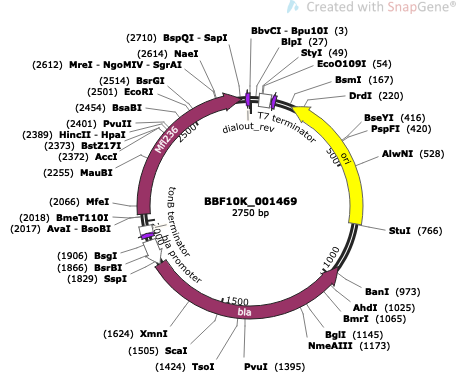 Created with SnapGene®
(2710) BspQI - SapI
(2614) NaeI
(2612) MreI - NgoMIV - SgrAI
(2514) BsrGI
(2501) EcoRI
(2454) BsaBI
(2401) PvuII
(2389) HincII - HpaI
(2373) BstZ17I
(2372) AccI
(2255) MauBI
(2066) MfeI
(2018) BmeT110I
(2017) AvaI - BsoBI
(1906) BsgI
(1866) BsrBI
(1829) SspI
(1624) XmnI
(1505) ScaI
(1424) TsoI
PvuI (1395)
BbvCI - Bpu10I (3)
BlpI (27)
StyI (49)
EcoO109I (54)
BsmI (167)
DrdI (220)
BseYI (416)
PspFI (420)
AlwNI (528)
StuI (766)
BanI (973)
AhdI (1025)
BmrI (1065)
BglI (1145)
NmeAIII (1173)
dialout_rev
T7 terminator
ori
500
1000
1500
2500
Mfl236
tonB terminator
bla promoter
bla
BBF10K_001469
2750 bp